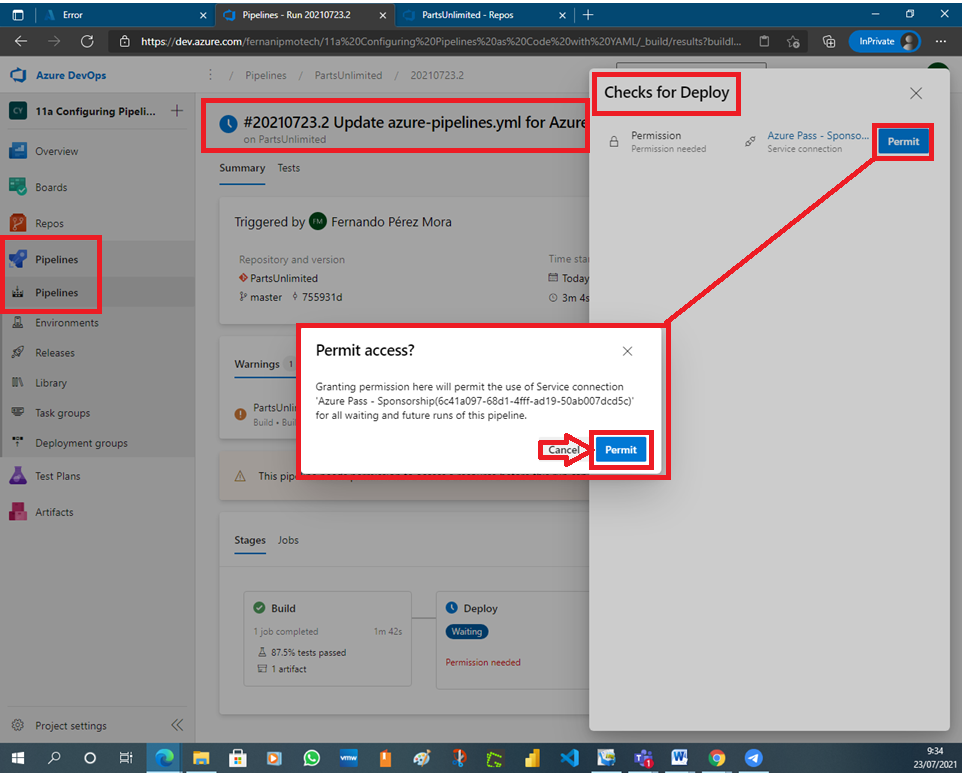 Error
Pipelines - Run 20210723.2
PartsUnlimited - Repos
https://dev.azure.com/fernanipmotech/11a%20Configuring%20Pipelines%20as%20Code%20with%20YAML/_build/results?buildI...
InPrivate
Azure DevOps
/ Pipelines / PartsUnlimited / 20210723.2
CY 11a Configuring Pipeli...
Overview
Boards
Repos
Pipelines
Pipelines
Environments
Releases
Library
Task groups
Deployment groups
Test Plans
Artifacts
Project settings
#20210723.2 Update azure-pipelines.yml for Azure
on PartsUnlimited
Summary Tests
Triggered by FM Fernando Pérez Mora
Repository and version
PartsUnlimited
master 755931d
Time star
Today
3m 4s
Warnings 1
PartsUnli
Build • Bui
This pip
Stages Jobs
Build
1 job completed 1m 42s
87.5% tests passed
1 artifact
Deploy
Waiting
Permission needed
Checks for Deploy
Permission
Permission needed
Azure Pass - Sponso...
Service connection
Permit
Permit access?
Granting permission here will permit the use of Service connection
'Azure Pass - Sponsorship(6c41a097-68d1-4fff-ad19-50ab007dcd5c)'
for all waiting and future runs of this pipeline.
Cancel
Permit
9:34
23/07/2021